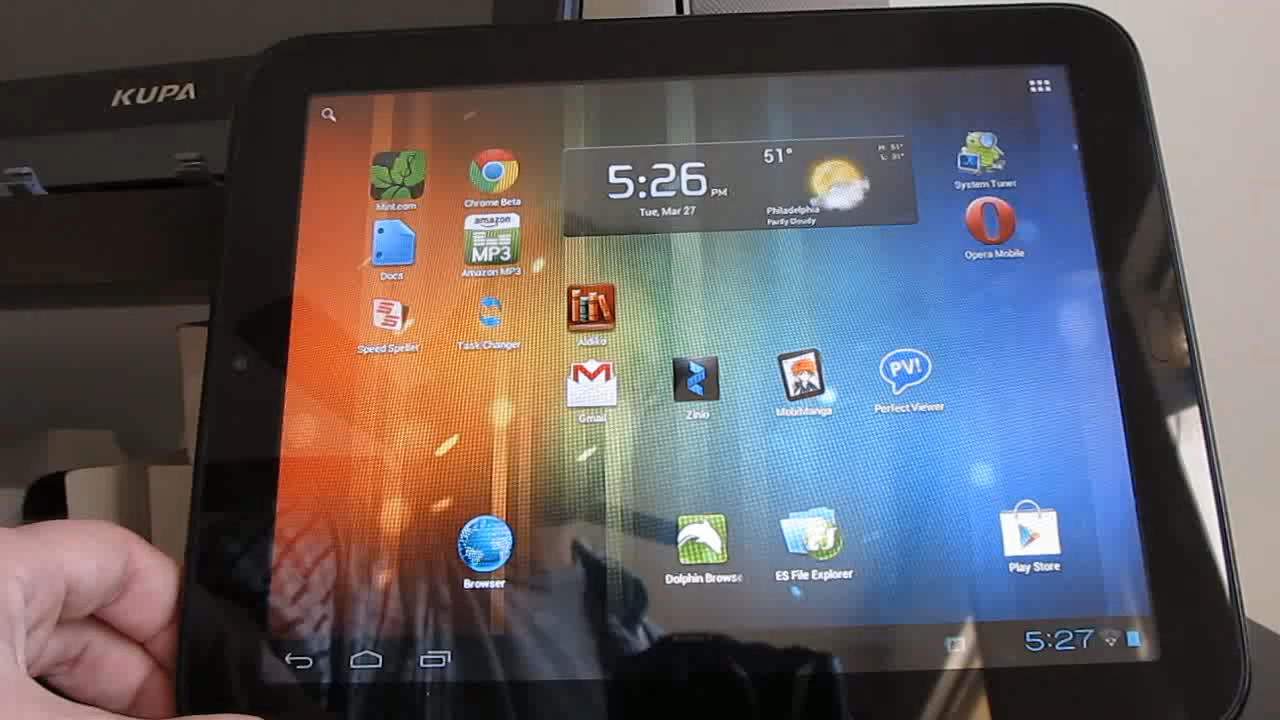 KUPA
51°
H: 51°
L: 31°
5:26 PM
Tue, Mar 27
Philadelphia
Partly Cloudy
System Tuner
Mint.com
Chrome Beta
amazon
MP3
Opera Mobile
Docs
Amazon MP3
Speed Speller
Task Changer
Aldiko
PV!
Gmail
Zinio
MobiManga
Perfect Viewer
Browser
Dolphin Browse
ES File Explorer
Play Store
5:27